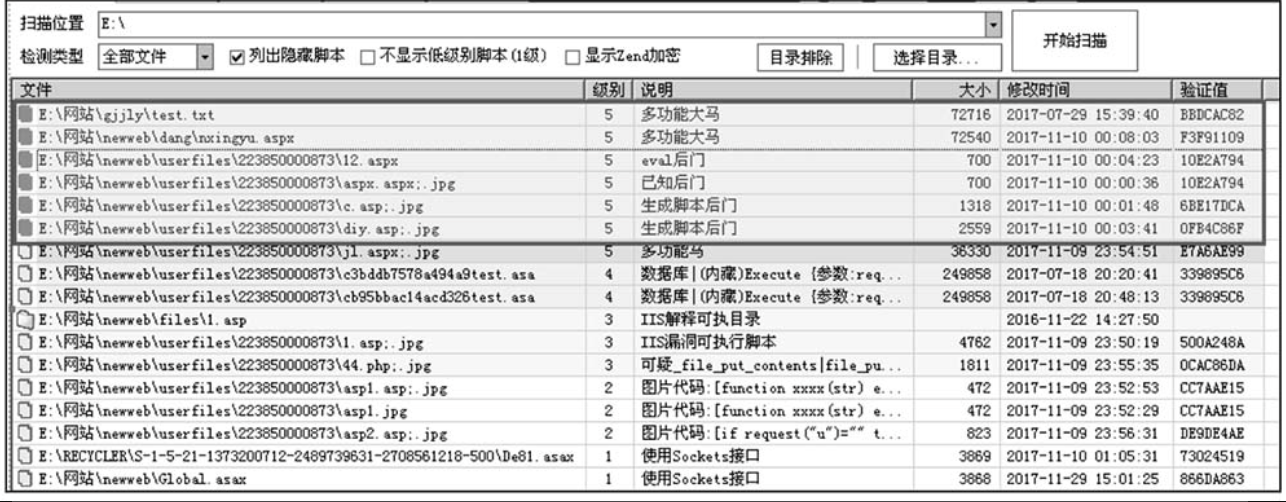 扫描位置 E:\ 开始扫描
检测类型 全部文件 列出隐藏脚本 不显示低级别脚本(1级) 显示Zend加密 目录排除 选择目录...
文件 级别 说明 大小 修改时间 验证值
E:\网站\gjjly\test.txt 5 多功能大马 72716 2017-07-29 15:39:40 BBDCAC82
E:\网站\newweb\dang\nxingyu.aspx 5 多功能大马 72540 2017-11-10 00:08:03 F3F91109
E:\网站\newweb\userfiles\223850000873\12.aspx 5 eval后门 700 2017-11-10 00:04:23 10E2A794
E:\网站\newweb\userfiles\223850000873\aspx.aspx;.jpg 5 已知后门 700 2017-11-10 00:00:36 10E2A794
E:\网站\newweb\userfiles\223850000873\c.asp;.jpg 5 生成脚本后门 1318 2017-11-10 00:01:48 6BE17DCA
E:\网站\newweb\userfiles\223850000873\diy.asp;.jpg 5 生成脚本后门 2559 2017-11-10 00:03:41 0FB4C86F
E:\网站\newweb\userfiles\223850000873\jl.aspx;.jpg 5 多功能马 36330 2017-11-09 23:54:51 E7A6AE99
E:\网站\newweb\userfiles\223850000873\c3bddb7578a494a9test.asa 4 数据库|(内藏)Execute {参数:req... 249858 2017-07-18 20:20:41 339895C6
E:\网站\newweb\userfiles\223850000873\cb95bbac14acd326test.asa 4 数据库|(内藏)Execute {参数:req... 249858 2017-07-18 20:48:13 339895C6
E:\网站\newweb\files\1.asp 3 IIS解释可执目录 2016-11-22 14:27:50
E:\网站\newweb\userfiles\223850000873\1.asp;.jpg 3 IIS漏洞可执行脚本 4762 2017-11-09 23:50:19 500A248A
E:\网站\newweb\userfiles\223850000873\44.php;.jpg 3 可疑_file_put_contents|file_pu... 1811 2017-11-09 23:55:35 0CAC86DA
E:\网站\newweb\userfiles\223850000873\asp1.asp;.jpg 2 图片代码:[function xxxx(str) e... 472 2017-11-09 23:52:53 CC7AAE15
E:\网站\newweb\userfiles\223850000873\asp1.jpg 2 图片代码:[function xxxx(str) e... 472 2017-11-09 23:52:29 CC7AAE15
E:\网站\newweb\userfiles\223850000873\asp2.asp;.jpg 2 图片代码:[if request("u")="" t... 823 2017-11-09 23:56:31 DE9DE4AE
E:\RECYCLER\S-1-5-21-1373200712-2489739631-2708561218-500\De81.asax 1 使用Sockets接口 3869 2017-11-10 01:05:31 73024519
E:\网站\newweb\Global.asax 1 使用Sockets接口 3868 2017-11-29 15:01:25 866DA863